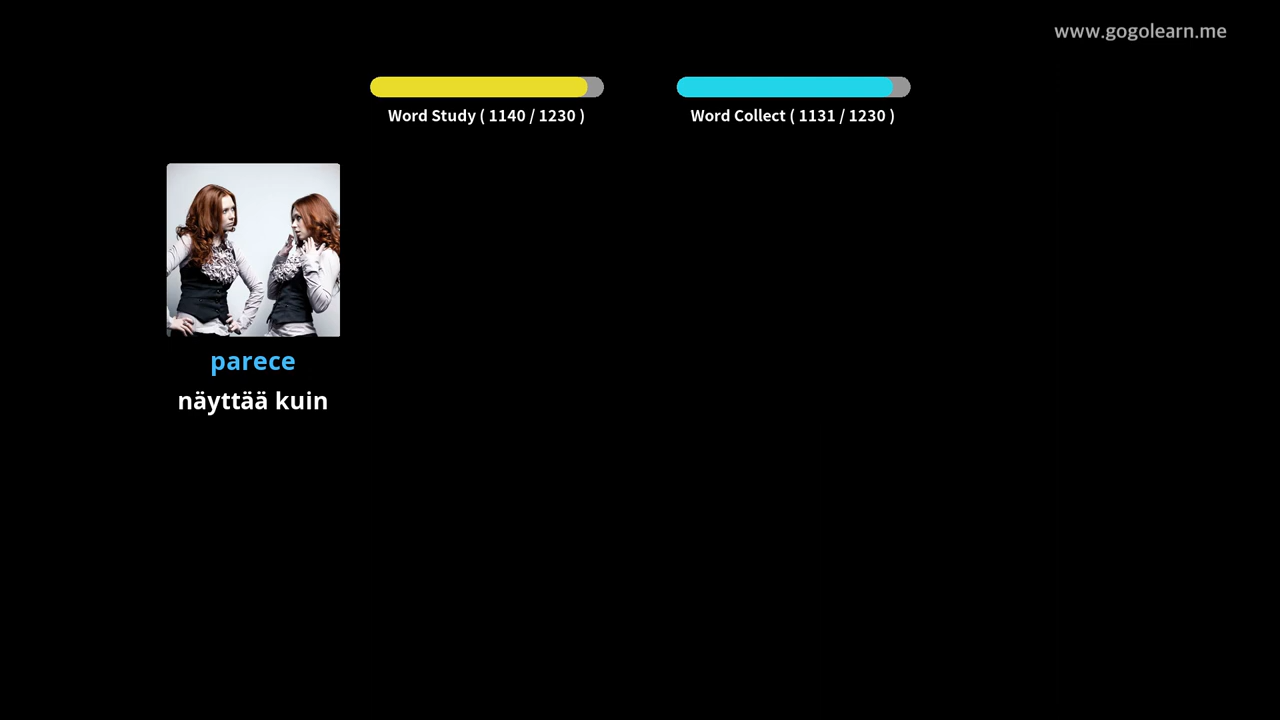 www.gogolearn.me
Word Study ( 1140 / 1230 )
Word Collect ( 1131 / 1230 )
parece
näyttää kuin